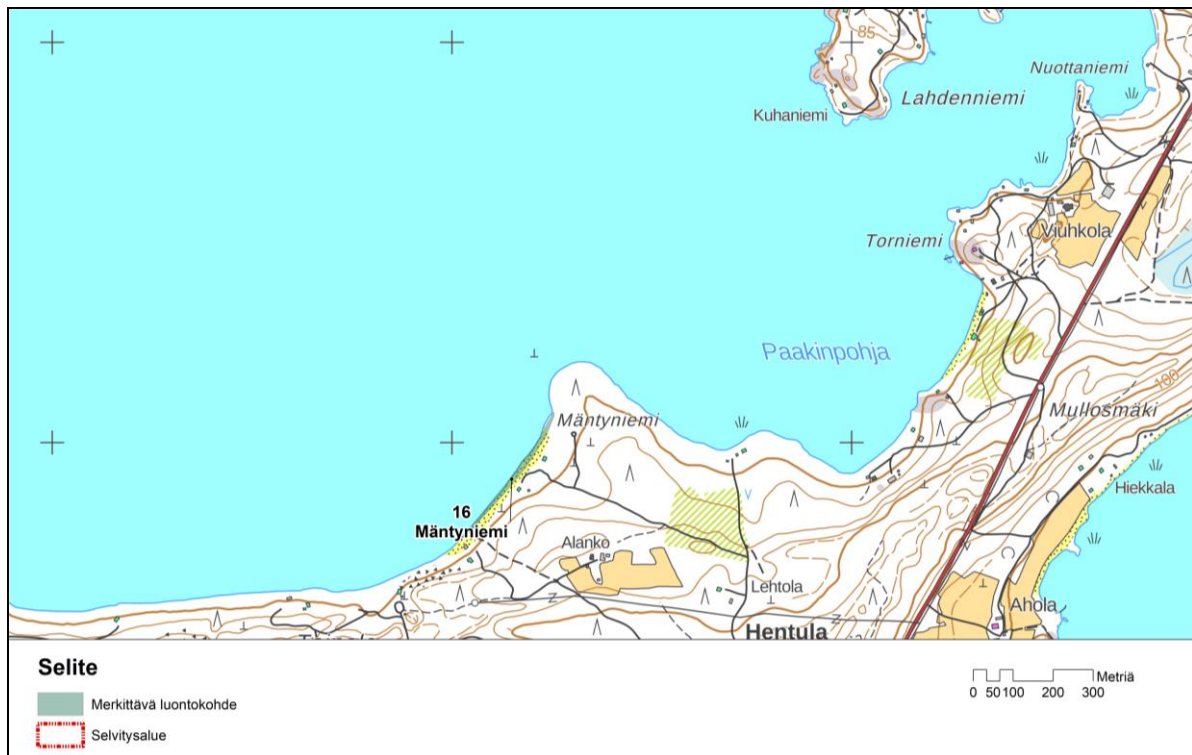 85
Nuottaniemi
Lahdenniemi
Kuhaniemi
Viuhkola
Torniemi
Paakinpohja
100
Mullosmäki
Mäntyniemi
Hiekkala
16
Mäntyniemi
Alanko
Lehtola
Ahola
Hentula
Selite
Merkittävä luontokohde
Selvitysalue
Metriä
0 50 100 200 300